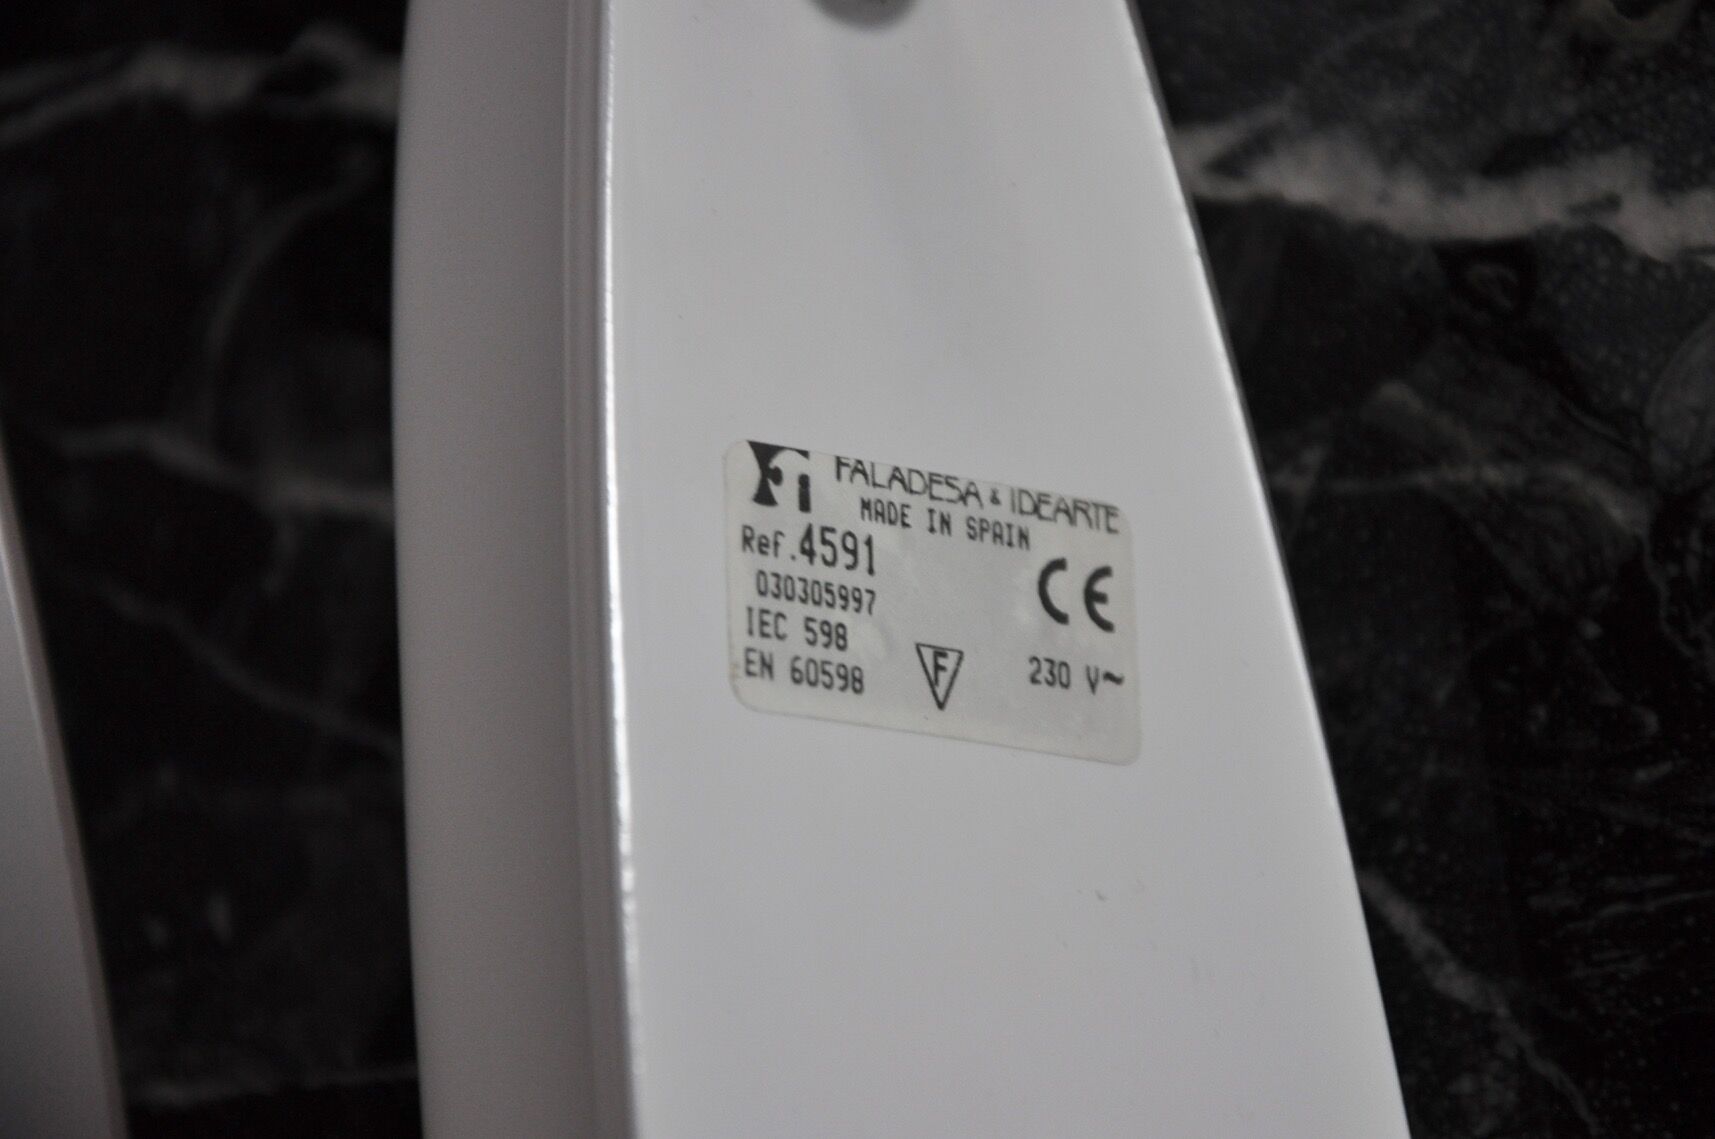 Fi FALADESA & IDEARTE
MADE IN SPAIN
Ref.4591
030305997
CE
IEC 598
EN 60598
F
230 V~